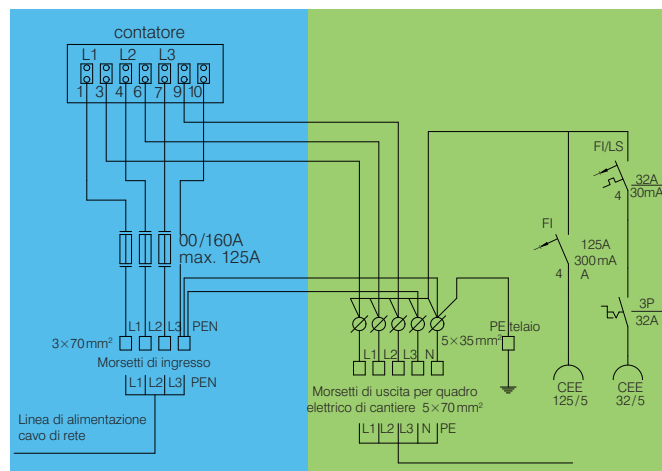 contatore
L1 L2 L3
1 3 4 6 7 9 10
FI/LS
32A
30mA
4
FI
125A
300mA
A
4
00/160A
max. 125A
3P
32A
L1 L2 L3 PEN
3×70mm²
Morsetti di ingresso
L1 L2 L3 PEN
Linea di alimentazione
cavo di rete
PE telaio
5×35mm²
L1 L2 L3 N
Morsetti di uscita per quadro
elettrico di cantiere 5×70mm²
L1 L2 L3 N PE
CEE
125/5
CEE
32/5